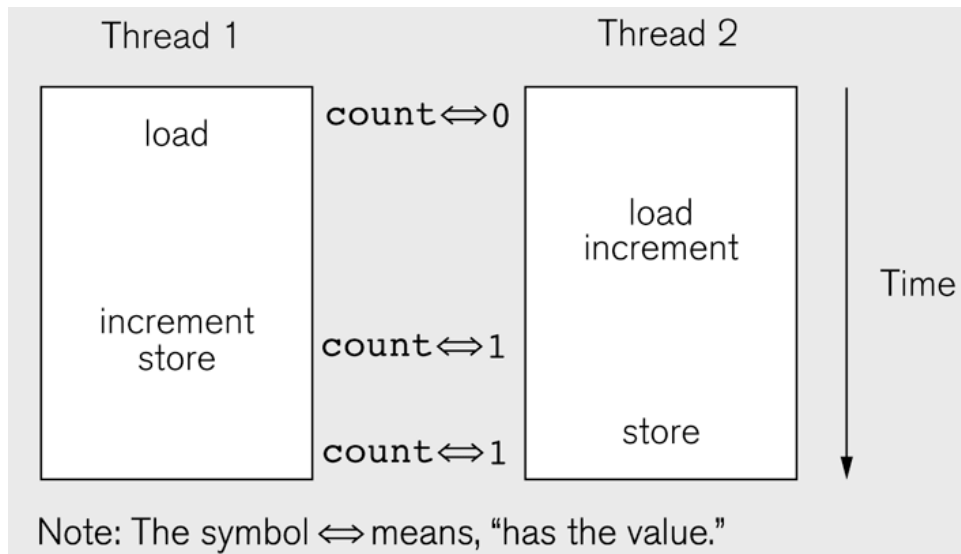 Thread 1
Thread 2
count⇔0
load
load
increment
Time
increment
store
count⇔1
store
count⇔1
Note: The symbol ⇔ means, “has the value.”